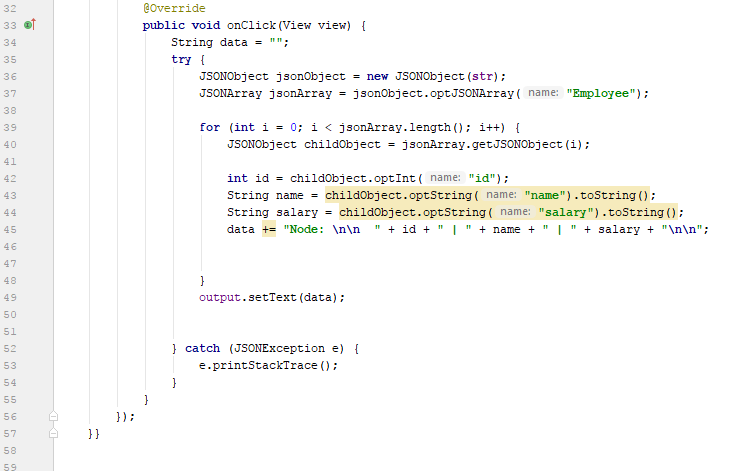 32 @Override
33 public void onClick(View view) {
34 String data = "";
35 try {
36 JSONObject jsonObject = new JSONObject(str);
37 JSONArray jsonArray = jsonObject.optJSONArray( name: "Employee");
38
39 for (int i = 0; i < jsonArray.length(); i++) {
40 JSONObject childObject = jsonArray.getJSONObject(i);
41
42 int id = childObject.optInt( name: "id");
43 String name = childObject.optString( name: "name").toString();
44 String salary = childObject.optString( name: "salary").toString();
45 data += "Node: \n\n  " + id + " | " + name + " | " + salary + "\n\n";
46
47
48 }
49 output.setText(data);
50
51
52 } catch (JSONException e) {
53 e.printStackTrace();
54 }
55 }
56 });
57 }}
58
59